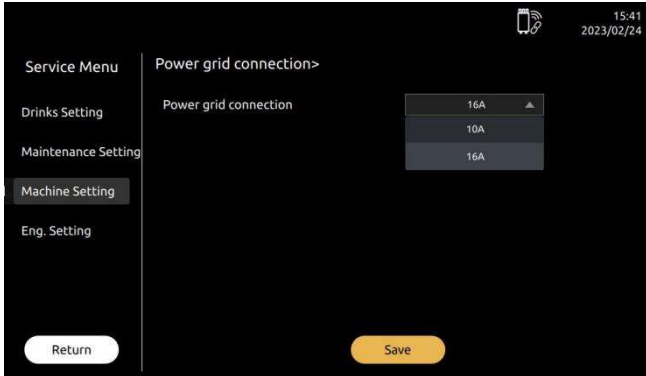 15:41
2023/02/24
Service Menu
Power grid connection>
Drinks Setting
Power grid connection
16A
10A
16A
Maintenance Setting
Machine Setting
Eng. Setting
Return
Save